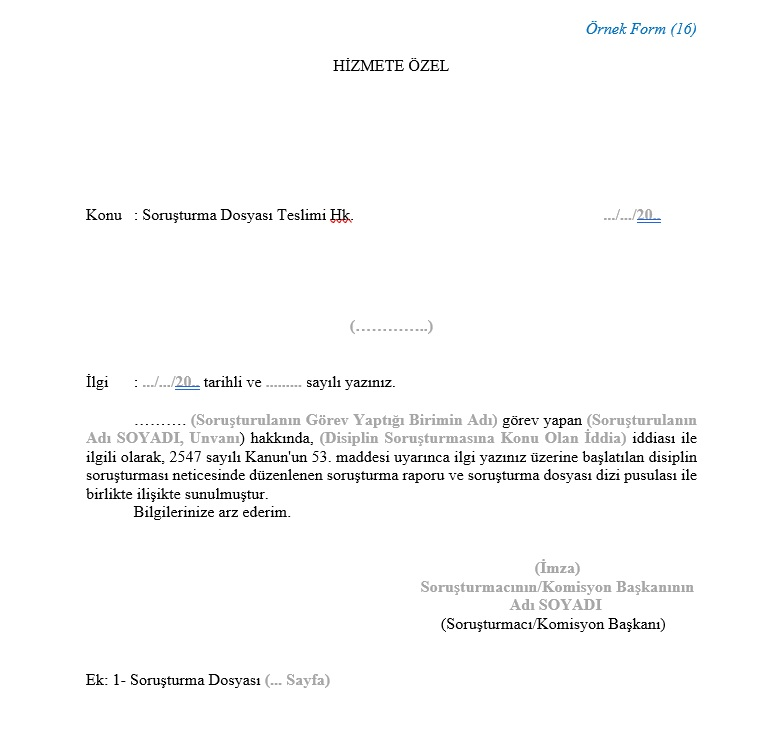 Örnek Form (16)
HİZMETE ÖZEL
Konu : Soruşturma Dosyası Teslimi Hk. .../.../20..
(…………..)
İlgi : .../.../20.. tarihli ve ......... sayılı yazınız.
………. (Soruşturulanın Görev Yaptığı Birimin Adı) görev yapan (Soruşturulanın
Adı SOYADI, Unvanı) hakkında, (Disiplin Soruşturmasına Konu Olan İddia) iddiası ile
ilgili olarak, 2547 sayılı Kanun'un 53. maddesi uyarınca ilgi yazınız üzerine başlatılan disiplin
soruşturması neticesinde düzenlenen soruşturma raporu ve soruşturma dosyası dizi pusulası ile
birlikte ilişikte sunulmuştur.
Bilgilerinize arz ederim.
(İmza)
Soruşturmacının/Komisyon Başkanının
Adı SOYADI
(Soruşturmacı/Komisyon Başkanı)
Ek: 1- Soruşturma Dosyası (... Sayfa)